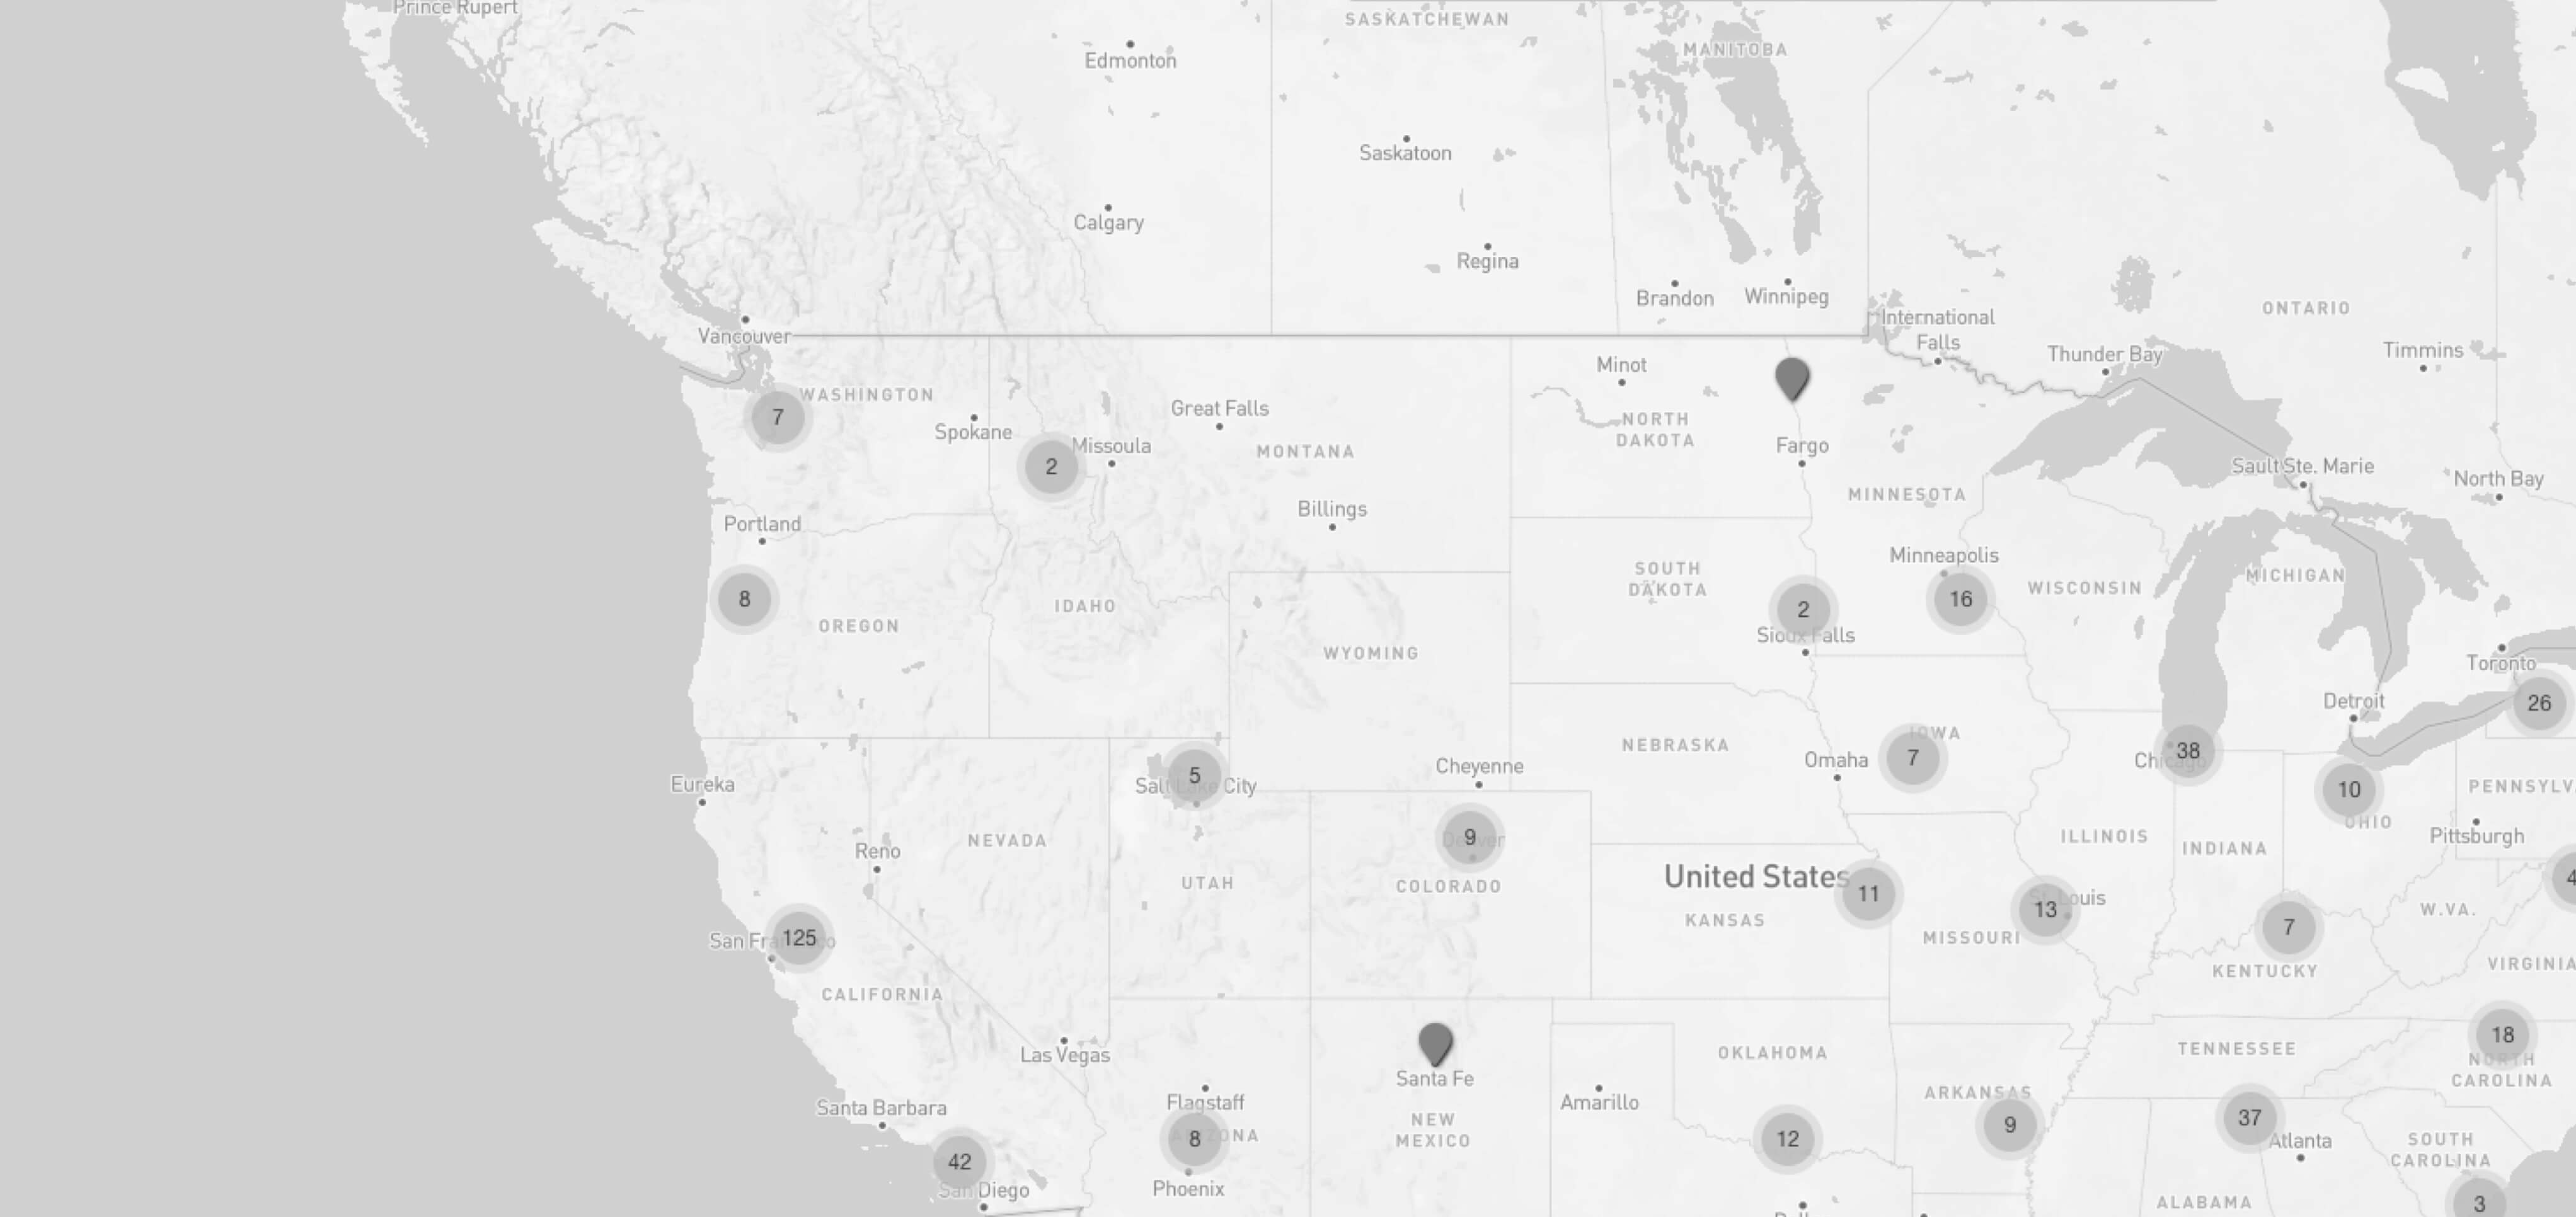 Prince Rupert
SASKATCHEWAN
Edmonton
MANITOBA
Saskatoon
Calgary
Regina
Brandon
Winnipeg
International
Falls
ONTARIO
Vancouver
Thunder Bay
Timmins
Minot
WASHINGTON
7
Great Falls
NORTH
DAKOTA
Spokane
Missoula
2
MONTANA
Fargo
Sault Ste. Marie
North Bay
MINNESOTA
Billings
Portland
Minneapolis
SOUTH
DAKOTA
MICHIGAN
WISCONSIN
8
IDAHO
2
16
OREGON
Sioux Falls
WYOMING
Toronto
Detroit
26
NEBRASKA
IOWA
7
38
Chicago
Omaha
Cheyenne
5
Salt Lake City
Eureka
10
OHIO
PENNSYLV
9
Denver
NEVADA
ILLINOIS
INDIANA
Pittsburgh
Reno
UTAH
COLORADO
United States
11
4
St. Louis
13
KANSAS
W.VA.
7
San Francisco
125
MISSOURI
VIRGINIA
KENTUCKY
CALIFORNIA
18
Las Vegas
OKLAHOMA
TENNESSEE
NORTH
CAROLINA
Santa Fe
Flagstaff
Amarillo
ARKANSAS
Santa Barbara
NEW
MEXICO
8
ARIZONA
12
9
37
Atlanta
SOUTH
CAROLINA
42
San Diego
Phoenix
ALABAMA
3